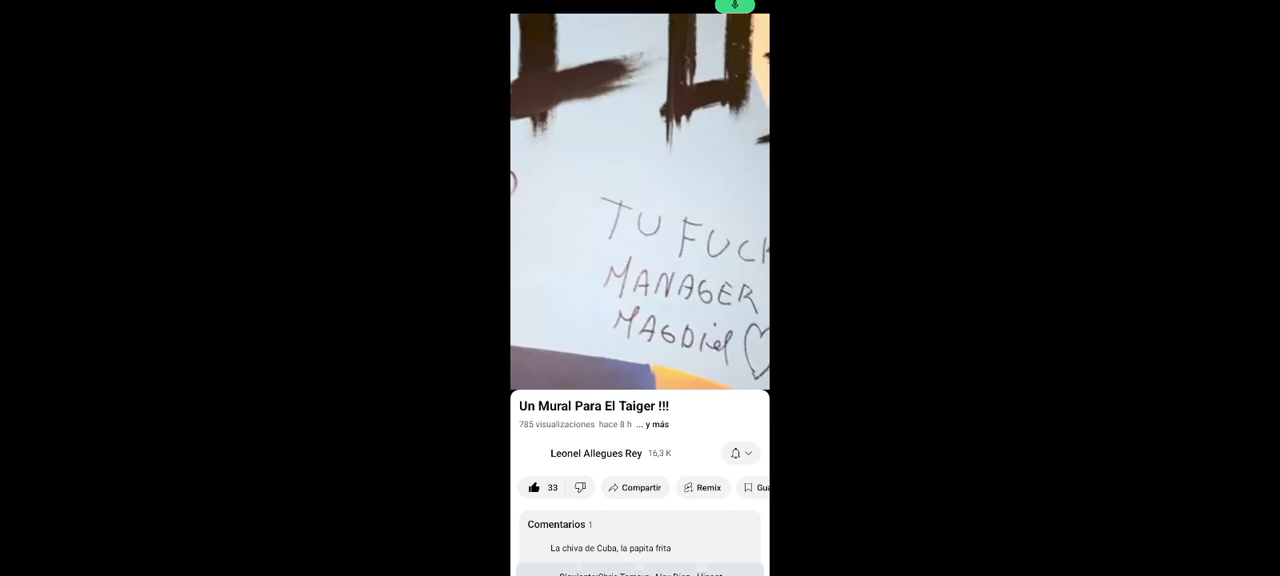 TU FUCK
MANAGER
MAGDiel
Un Mural Para El Taiger !!!
785 visualizaciones hace 8 h ... y más
Leonel Allegues Rey 16,3 K
33 Compartir Remix Gua
Comentarios 1
La chiva de Cuba, la papita frita